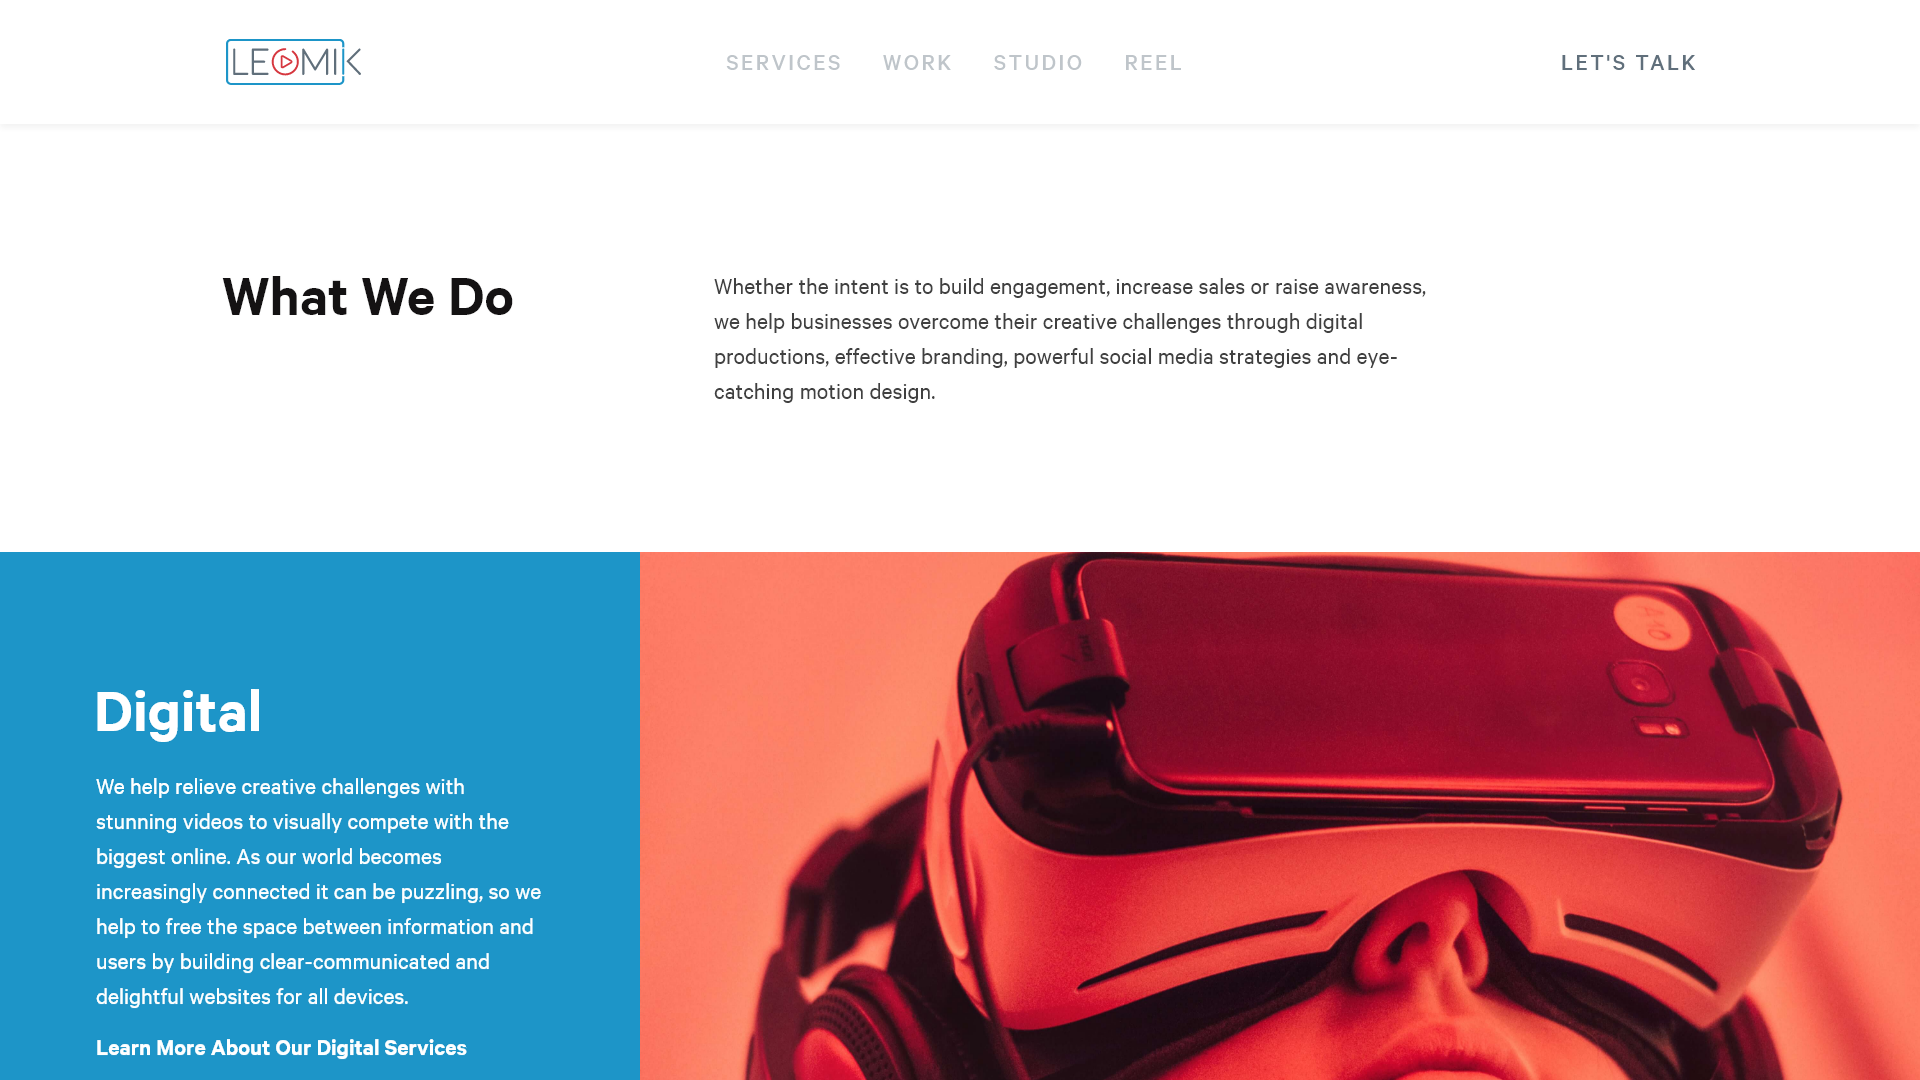 LEOMIK
SERVICES WORK STUDIO REEL
LET'S TALK
What We Do
Whether the intent is to build engagement, increase sales or raise awareness,
we help businesses overcome their creative challenges through digital
productions, effective branding, powerful social media strategies and eye-
catching motion design.
Digital
We help relieve creative challenges with
stunning videos to visually compete with the
biggest online. As our world becomes
increasingly connected it can be puzzling, so we
help to free the space between information and
users by building clear-communicated and
delightful websites for all devices.
Learn More About Our Digital Services